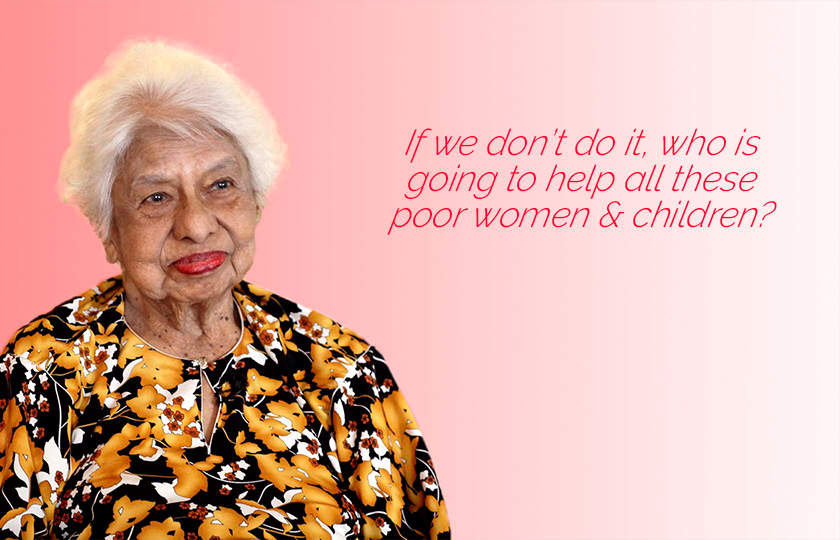 If we don't do it, who is
going to help all these
poor women & children?